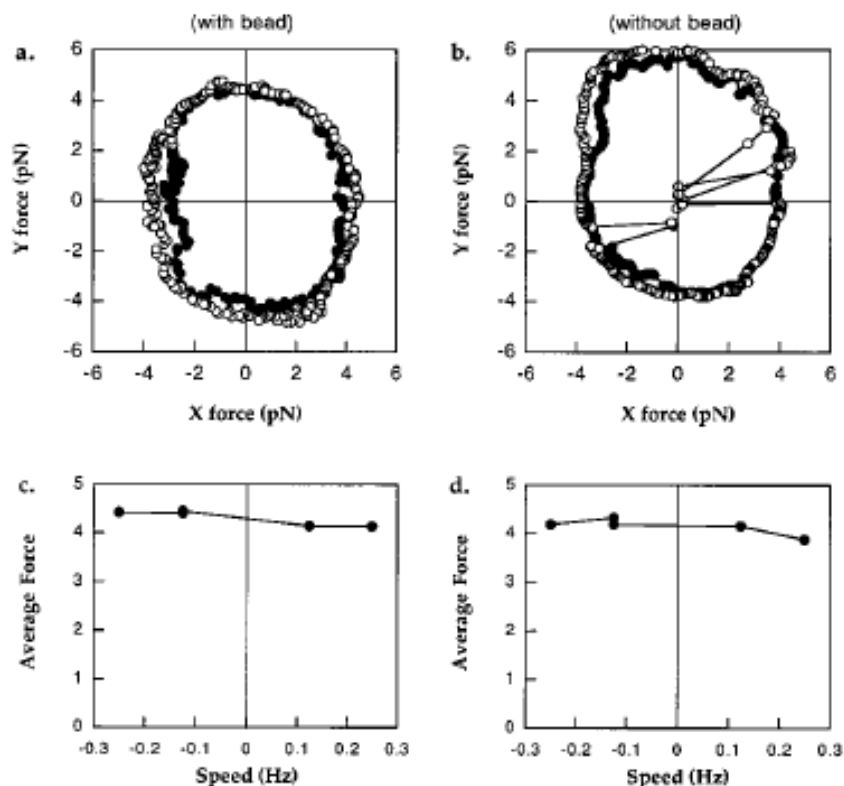 (with bead)
(without bead)
a.
b.
Y force (pN)
6
4
2
0
-2
-4
-6
-6 -4 -2 0 2 4 6
X force (pN)
Y force (pN)
6
4
2
0
-2
-4
-6
-6 -4 -2 0 2 4 6
X force (pN)
c.
d.
Average Force
5
4
3
2
1
0
-0.3 -0.2 -0.1 0 0.1 0.2 0.3
Speed (Hz)
Average Force
5
4
3
2
1
0
-0.3 -0.2 -0.1 0 0.1 0.2 0.3
Speed (Hz)